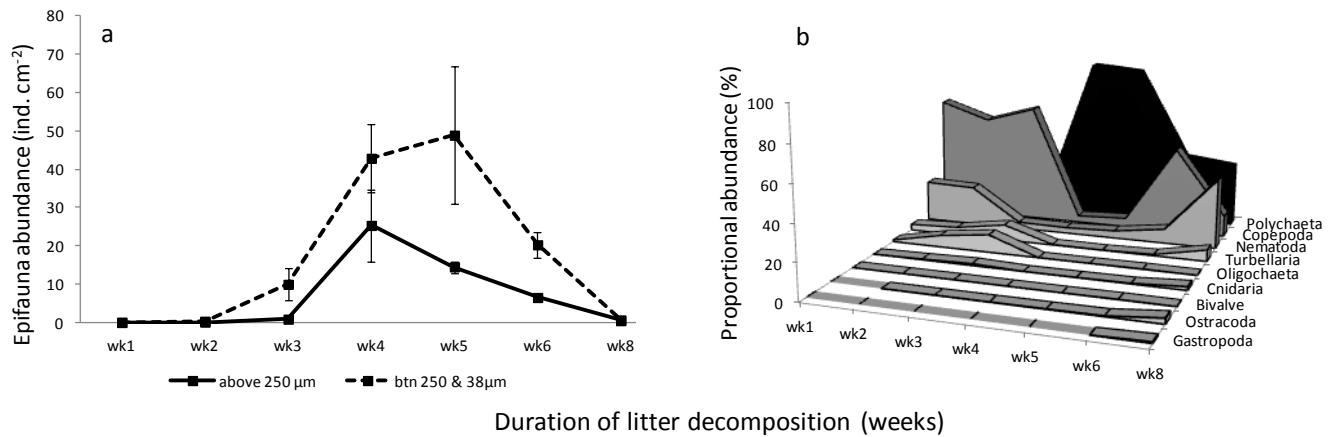 a
Epifauna abundance (ind. cm-2)
80
70
60
50
40
30
20
10
0
wk1 wk2 wk3 wk4 wk5 wk6 wk8
above 250 µm btn 250 & 38µm
b
Proportional abundance (%)
100
80
60
40
20
0
wk1
wk2
wk3
wk4
wk5
wk6
wk8
Polychaeta
Copepoda
Nematoda
Turbellaria
Oligochaeta
Cnidaria
Bivalve
Ostracoda
Gastropoda
Duration of litter decomposition (weeks)